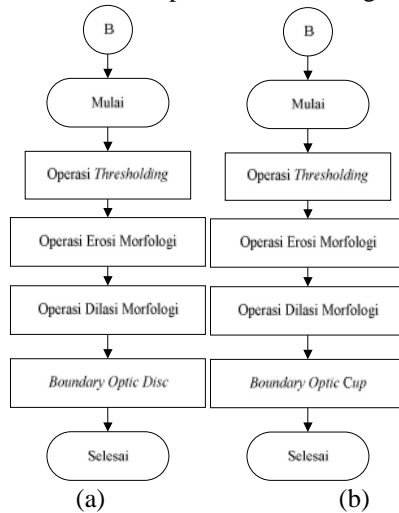 B
Mulai
Operasi Thresholding
Operasi Erosi Morfologi
Operasi Dilasi Morfologi
Boundary Optic Disc
Selesai
(a)
B
Mulai
Operasi Thresholding
Operasi Erosi Morfologi
Operasi Dilasi Morfologi
Boundary Optic Cup
Selesai
(b)